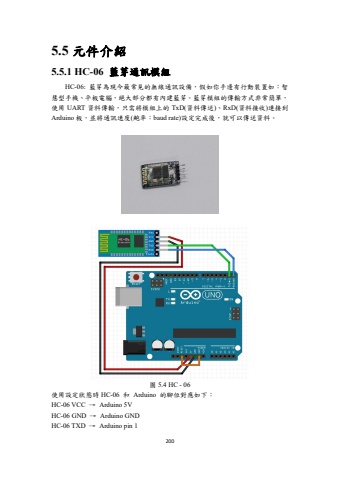 5.5 元件介紹
5.5.1 HC-06 藍芽通訊模組
HC-06: 藍芽為現今最常見的無線通訊設備，假如你手邊有行動裝置如：智
慧型手機、平板電腦，絕大部分都有內建藍芽。藍芽模組的傳輸方式非常簡單，
使用 UART 資料傳輸，只需將模組上的 TxD(資料傳送)、RxD(資料接收)連接到
Arduino 板，並將通訊速度(鮑率：baud rate)設定完成後，就可以傳送資料。
HC-06
UNO
ARDUINO
圖 5.4 HC - 06
使用設定狀態時 HC-06 和 Arduino 的腳位對應如下：
HC-06 VCC → Arduino 5V
HC-06 GND → Arduino GND
HC-06 TXD → Arduino pin 1
200